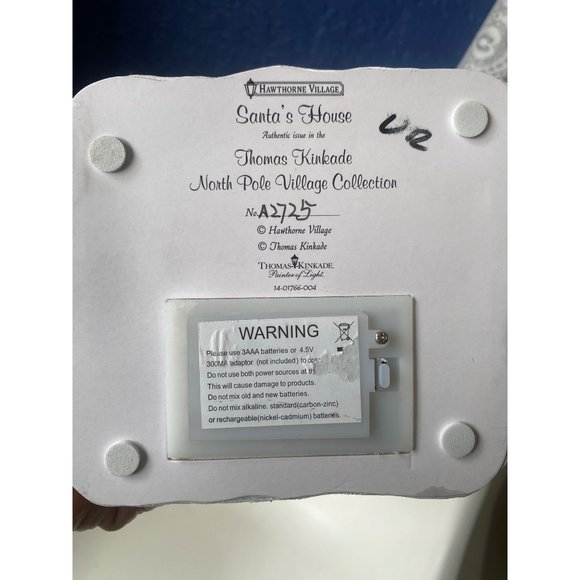 HAWTHORNE VILLAGE
Santa's House
Authentic issue in the
Thomas Kinkade
North Pole Village Collection
No. A2725
© Hawthorne Village
© Thomas Kinkade
THOMAS KINKADE
Painter of Light
14-01766-004
WARNING
Please use 3AAA batteries or 4.5V
300MA adaptor (not included) to
Do not use both power sources at
This will cause damage to products.
Do not mix old and new batteries.
Do not mix alkaline. standard(carbon-zinc)
or rechargeable(nickel-cadmium) batteries.